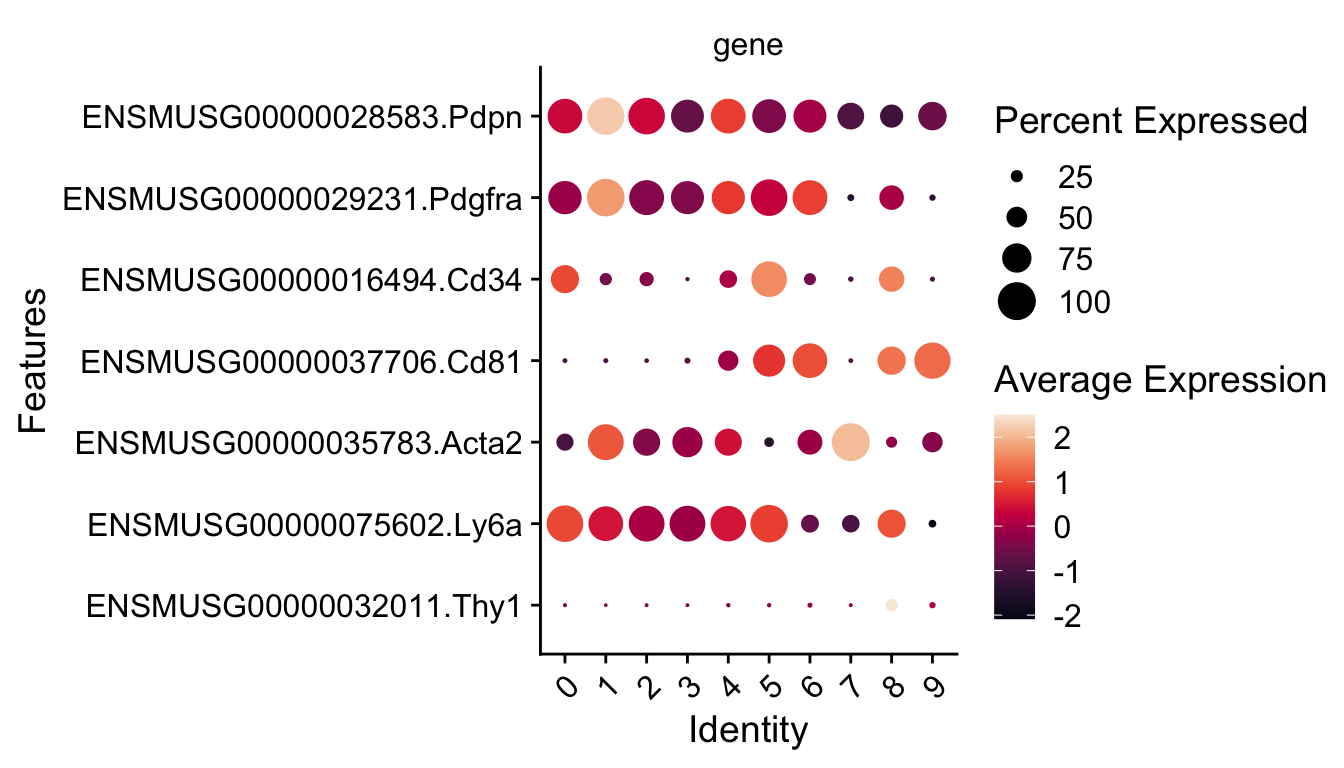 gene
Features
ENSMUSG00000028583.Pdpn
ENSMUSG00000029231.Pdgfra
ENSMUSG00000016494.Cd34
ENSMUSG00000037706.Cd81
ENSMUSG00000035783.Acta2
ENSMUSG00000075602.Ly6a
ENSMUSG00000032011.Thy1
0 1 2 3 4 5 6 7 8 9
Identity
Percent Expressed
25
50
75
100
Average Expression
2
1
0
-1
-2